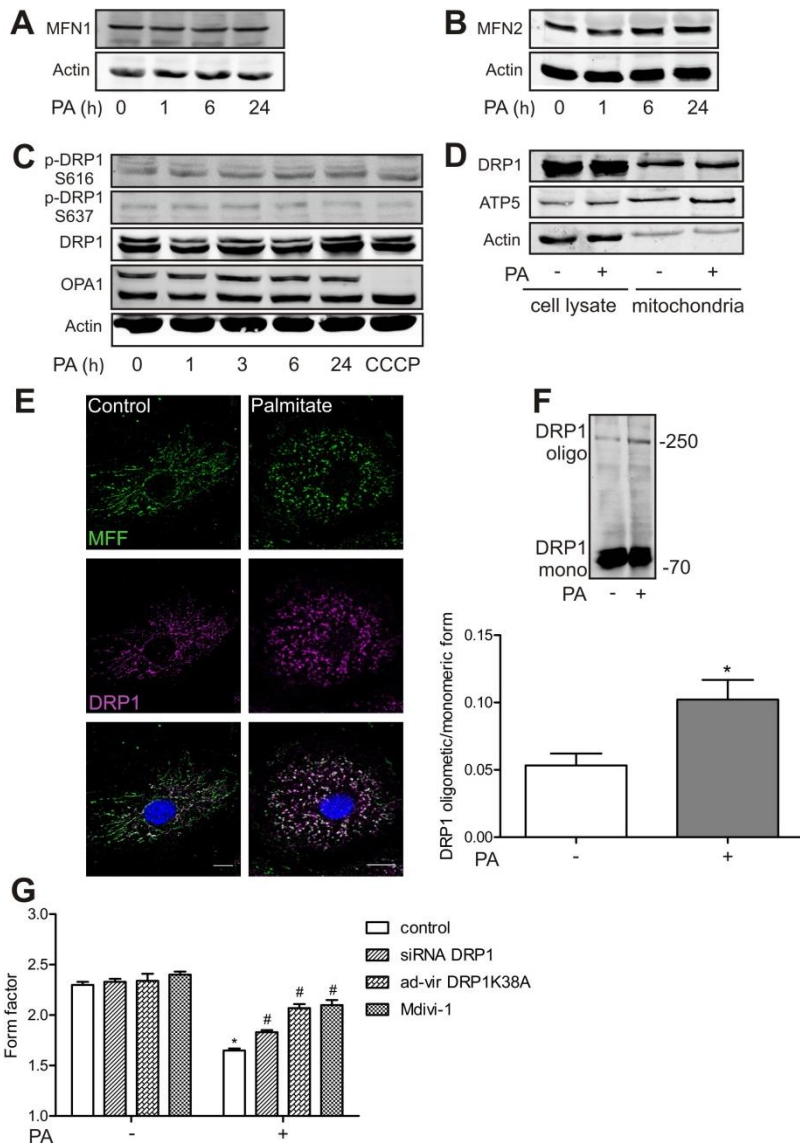 A
MFN1
Actin
PA (h) 0 1 6 24
B
MFN2
Actin
PA (h) 0 1 6 24
C
p-DRP1
S616
p-DRP1
S637
DRP1
OPA1
Actin
PA (h) 0 1 3 6 24 CCCP
D
DRP1
ATP5
Actin
PA - + - +
cell lysate mitochondria
E
Control Palmitate
MFF
DRP1
F
DRP1
oligo
-250
DRP1
mono
-70
PA - +
DRP1 oligometic/monomeric form
0.15
0.10
0.05
0.00
*
PA - +
G
Form factor
3.0
2.5
2.0
1.5
1.0
* # # #
PA - +
control
siRNA DRP1
ad-vir DRP1K38A
Mdivi-1